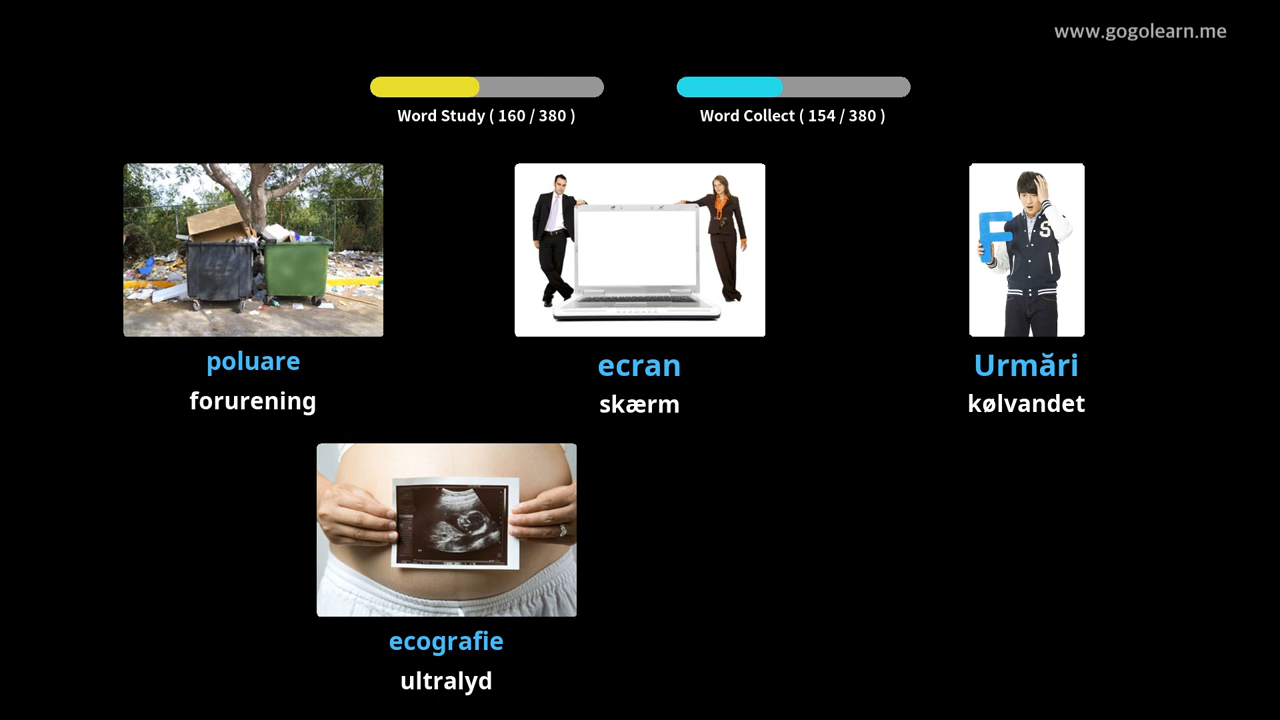 www.gogolearn.me
Word Study ( 160 / 380 )
Word Collect ( 154 / 380 )
F
S
poluare
forurening
ecran
skærm
Urmări
kølvandet
ecografie
ultralyd